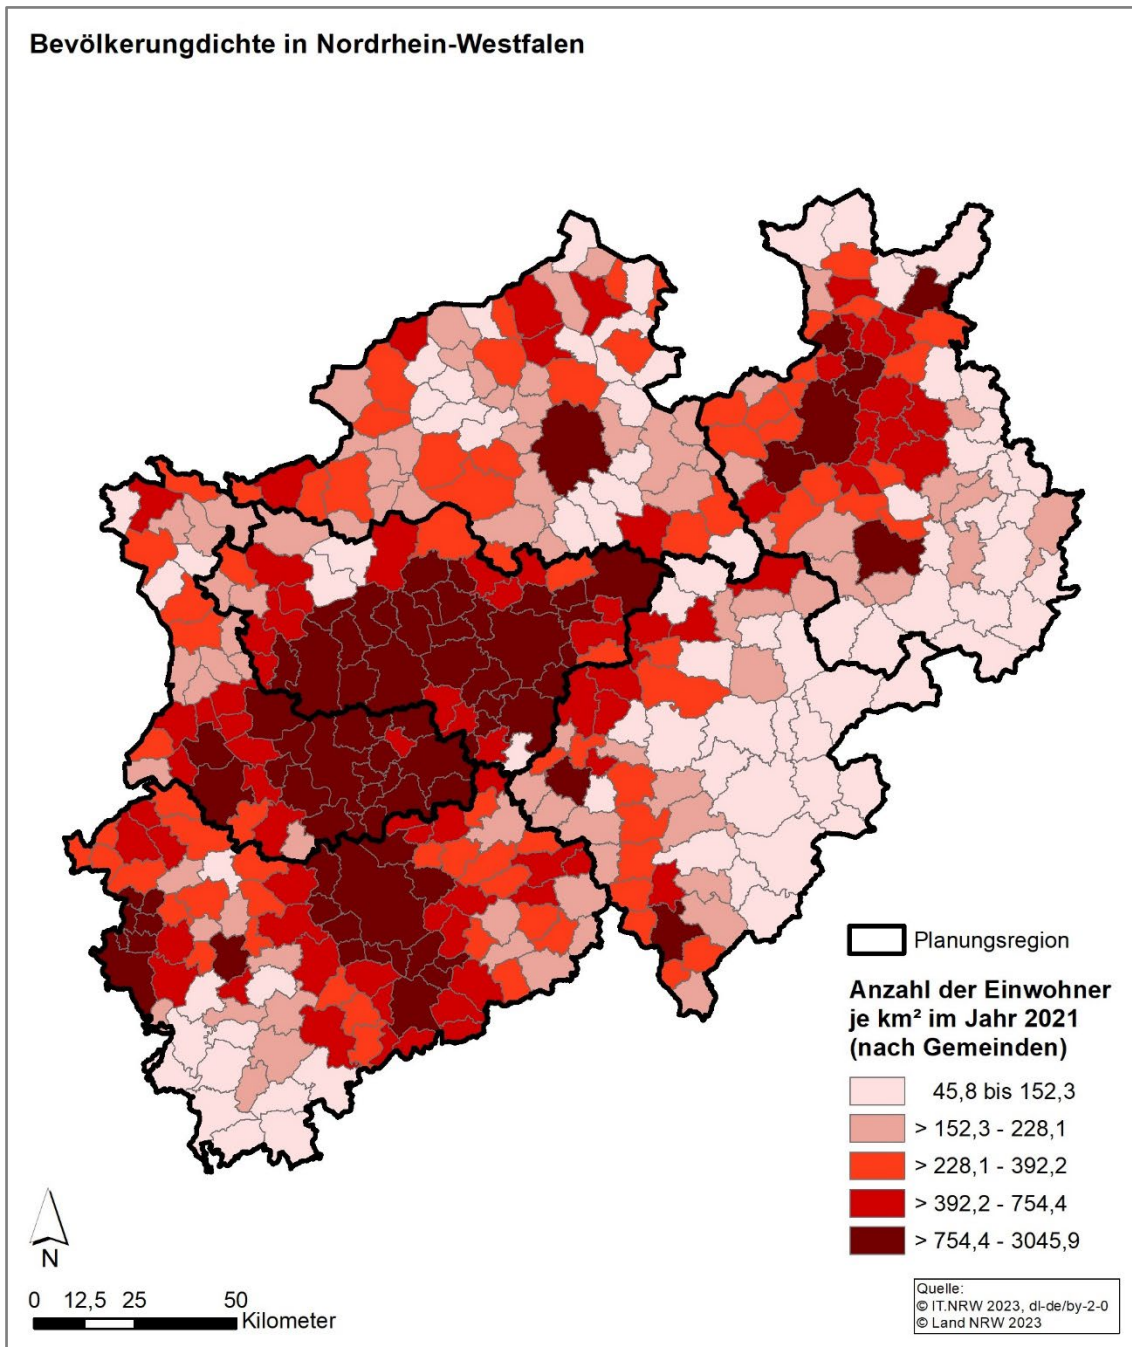 Bevölkerungdichte in Nordrhein-Westfalen
Planungsregion
Anzahl der Einwohner
je km² im Jahr 2021
(nach Gemeinden)
45,8 bis 152,3
> 152,3 - 228,1
> 228,1 - 392,2
> 392,2 - 754,4
> 754,4 - 3045,9
N
0 12,5 25 50
Kilometer
Quelle:
© IT.NRW 2023, dl-de/by-2-0
© Land NRW 2023